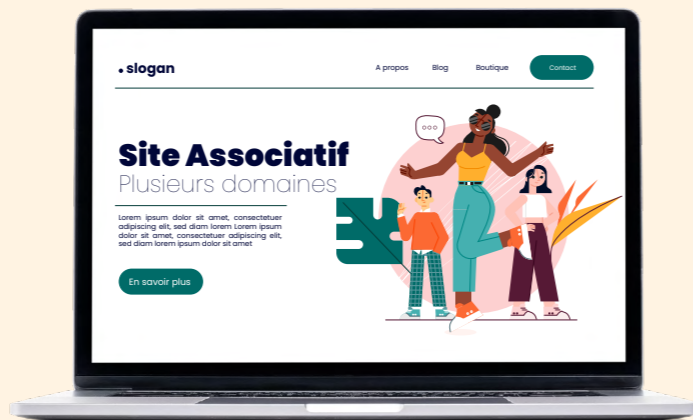 .slogan
A propos Blog Boutique Contact
Site Associatif
Plusieurs domaines
Lorem ipsum dolor sit amet, consectetuer
adipiscing elit, sed diam lorem Lorem ipsum
dolor sit amet, consectetuer adipiscing elit,
sed diam lorem ipsum dolor sit amet
En savoir plus